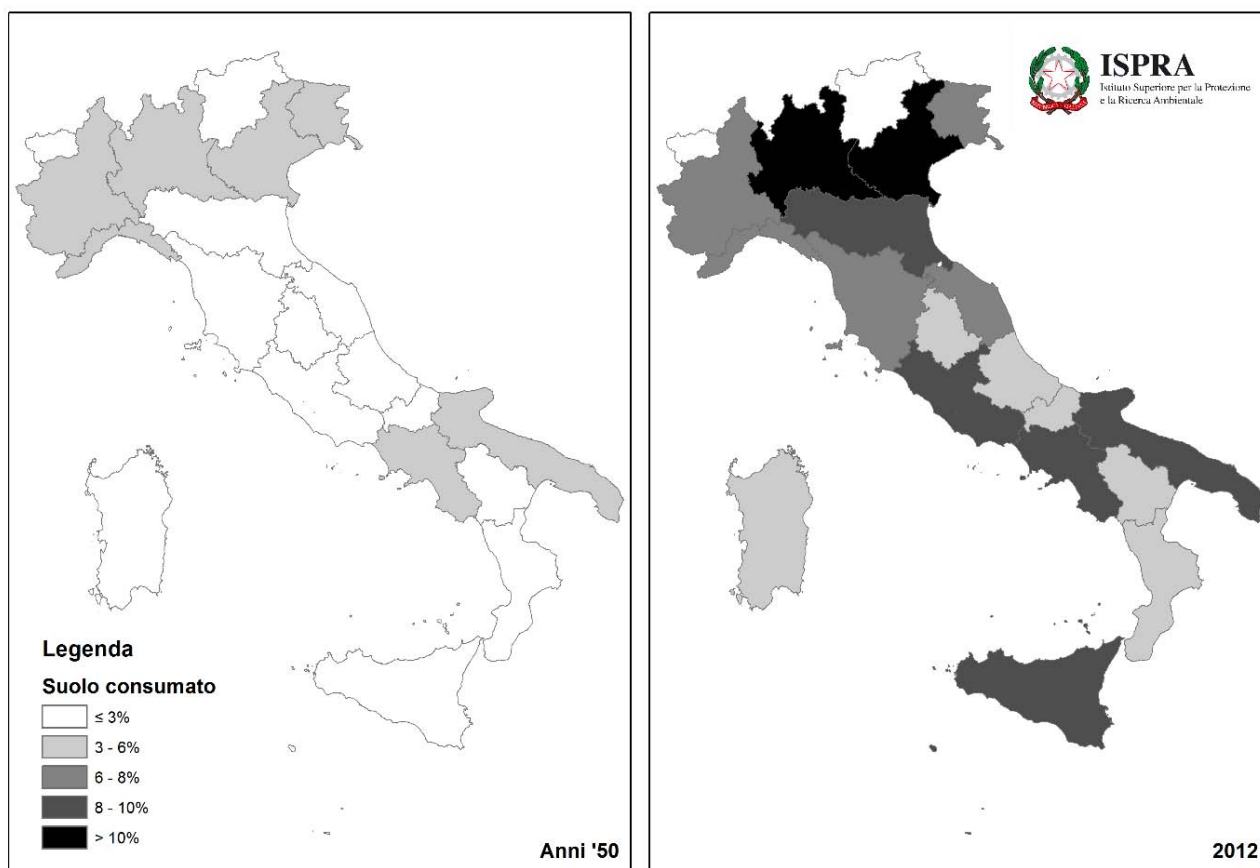 ISPRA
Istituto Superiore per la Protezione
e la Ricerca Ambientale
Legenda
Suolo consumato
≤ 3%
3 - 6%
6 - 8%
8 - 10%
> 10%
Anni '50
2012